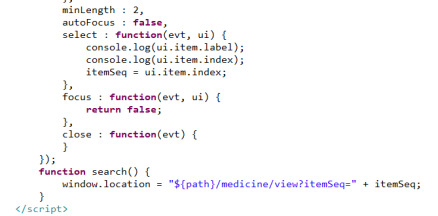 minLength : 2,
autoFocus : false,
select : function(evt, ui) {
console.log(ui.item.label);
console.log(ui.item.index);
itemSeq = ui.item.index;
},
focus : function(evt, ui) {
return false;
},
close : function(evt) {
}
});
function search() {
window.location = "${path}/medicine/view?itemSeq=" + itemSeq;
}
</script>